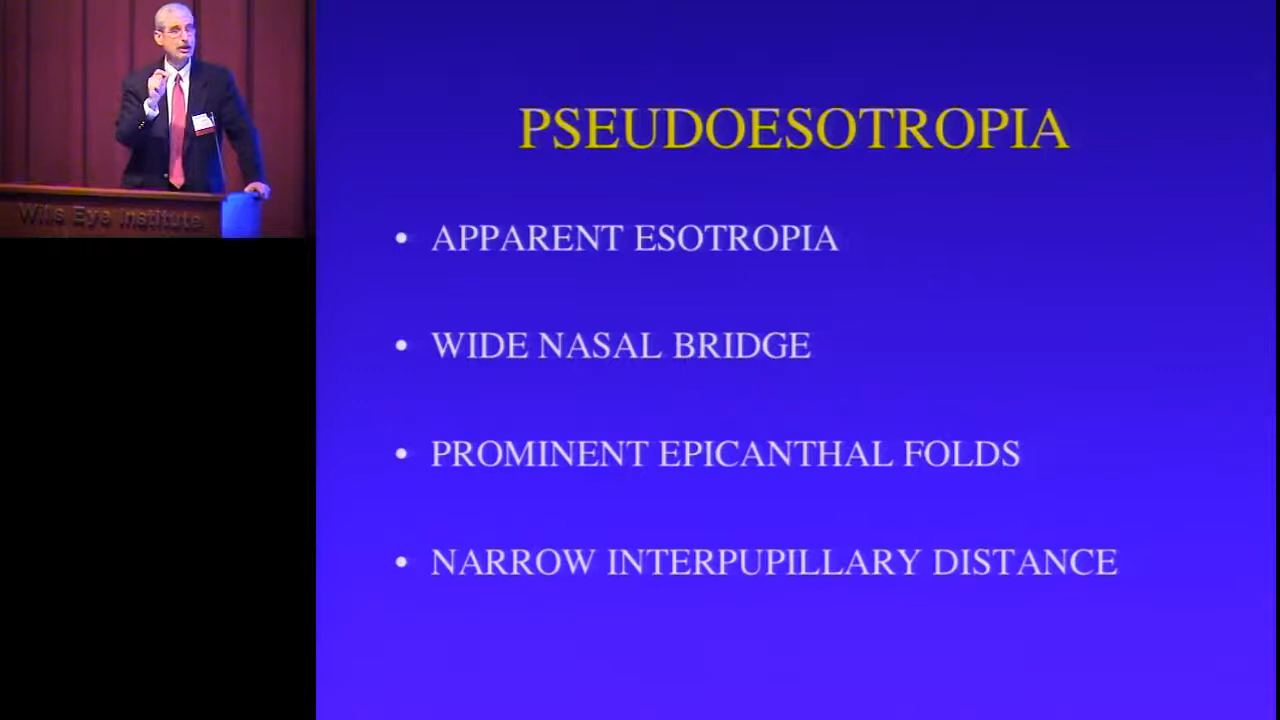 Wills Eye Institute
PSEUDOESOTROPIA
• APPARENT ESOTROPIA
• WIDE NASAL BRIDGE
• PROMINENT EPICANTHAL FOLDS
• NARROW INTERPUPILLARY DISTANCE